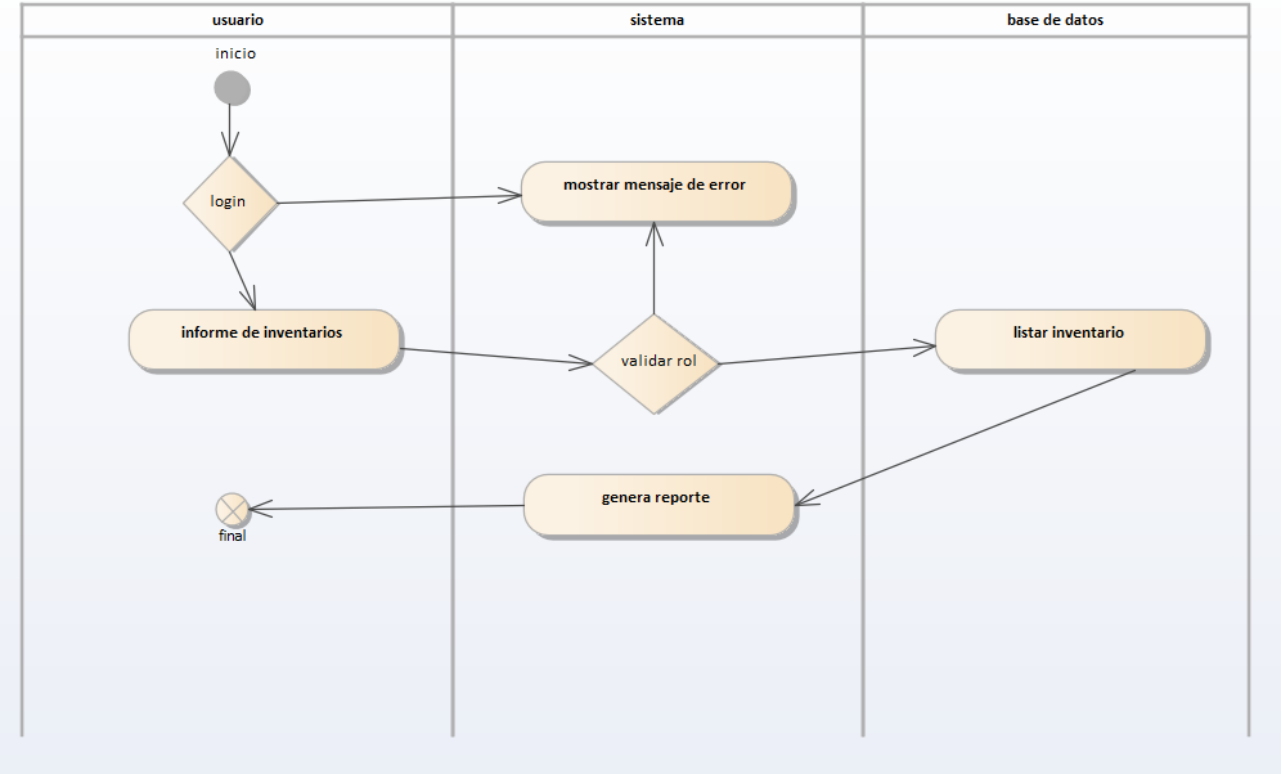 usuario
sistema
base de datos
inicio
login
mostrar mensaje de error
informe de inventarios
validar rol
listar inventario
genera reporte
final